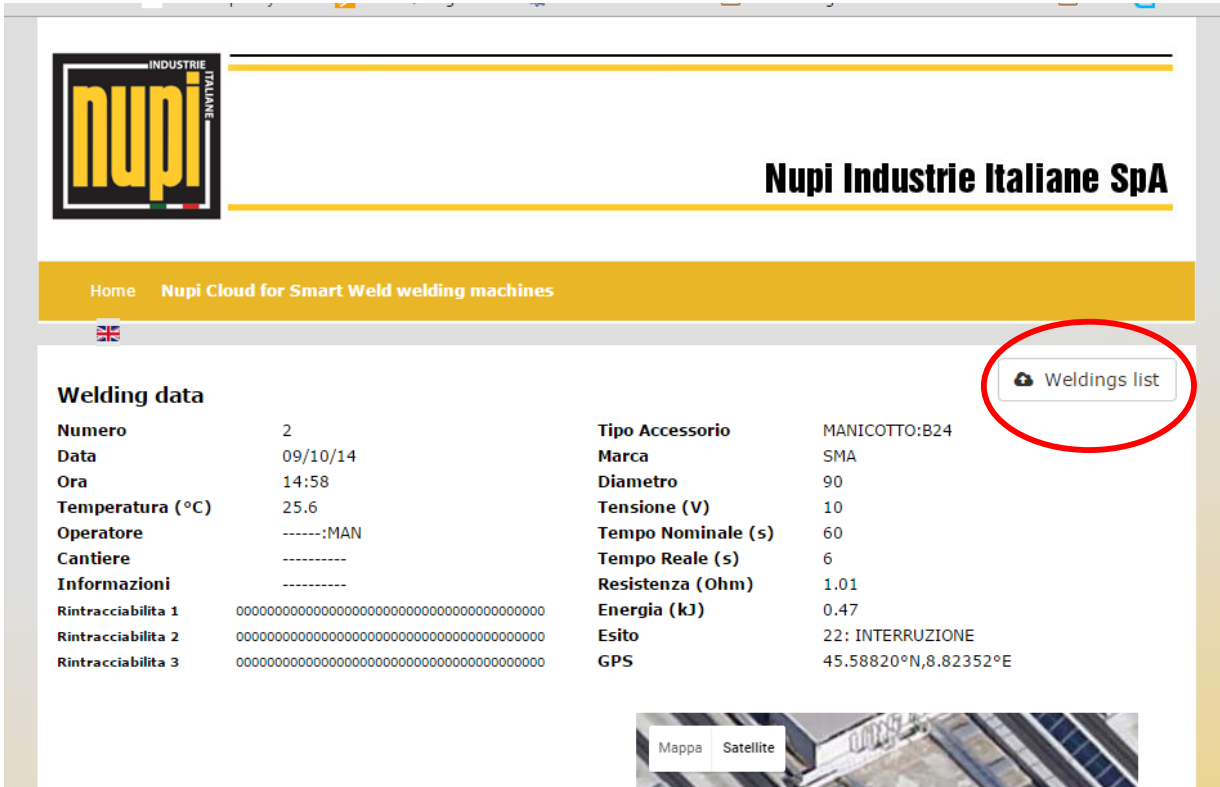 INDUSTRIE
ITALIANE
nupi
Nupi Industrie Italiane SpA
Home Nupi Cloud for Smart Weld welding machines
Weldings list
Welding data
Numero 2
Data 09/10/14
Ora 14:58
Temperatura (°C) 25.6
Operatore ------:MAN
Cantiere ----------
Informazioni ----------
Rintracciabilita 1 0000000000000000000000000000000000000000
Rintracciabilita 2 0000000000000000000000000000000000000000
Rintracciabilita 3 0000000000000000000000000000000000000000
Tipo Accessorio MANICOTTO:B24
Marca SMA
Diametro 90
Tensione (V) 10
Tempo Nominale (s) 60
Tempo Reale (s) 6
Resistenza (Ohm) 1.01
Energia (kJ) 0.47
Esito 22: INTERRUZIONE
GPS 45.58820°N,8.82352°E
Mappa Satellite